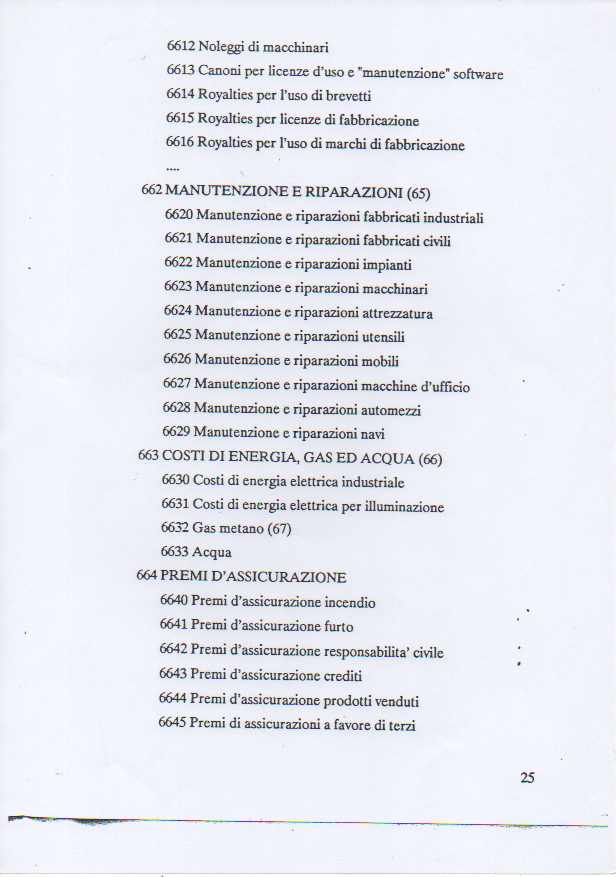 6612 Noleggi di macchinari
6613 Canoni per licenze d'uso e "manutenzione" software
6614 Royalties per l'uso di brevetti
6615 Royalties per licenze di fabbricazione
6616 Royalties per l'uso di marchi di fabbricazione
....
662 MANUTENZIONE E RIPARAZIONI (65)
6620 Manutenzione e riparazioni fabbricati industriali
6621 Manutenzione e riparazioni fabbricati civili
6622 Manutenzione e riparazioni impianti
6623 Manutenzione e riparazioni macchinari
6624 Manutenzione e riparazioni attrezzatura
6625 Manutenzione e riparazioni utensili
6626 Manutenzione e riparazioni mobili
6627 Manutenzione e riparazioni macchine d'ufficio
6628 Manutenzione e riparazioni automezzi
6629 Manutenzione e riparazioni navi
663 COSTI DI ENERGIA, GAS ED ACQUA (66)
6630 Costi di energia elettrica industriale
6631 Costi di energia elettrica per illuminazione
6632 Gas metano (67)
6633 Acqua
664 PREMI D'ASSICURAZIONE
6640 Premi d'assicurazione incendio
6641 Premi d'assicurazione furto
6642 Premi d'assicurazione responsabilita' civile
6643 Premi d'assicurazione crediti
6644 Premi d'assicurazione prodotti venduti
6645 Premi di assicurazioni a favore di terzi
25